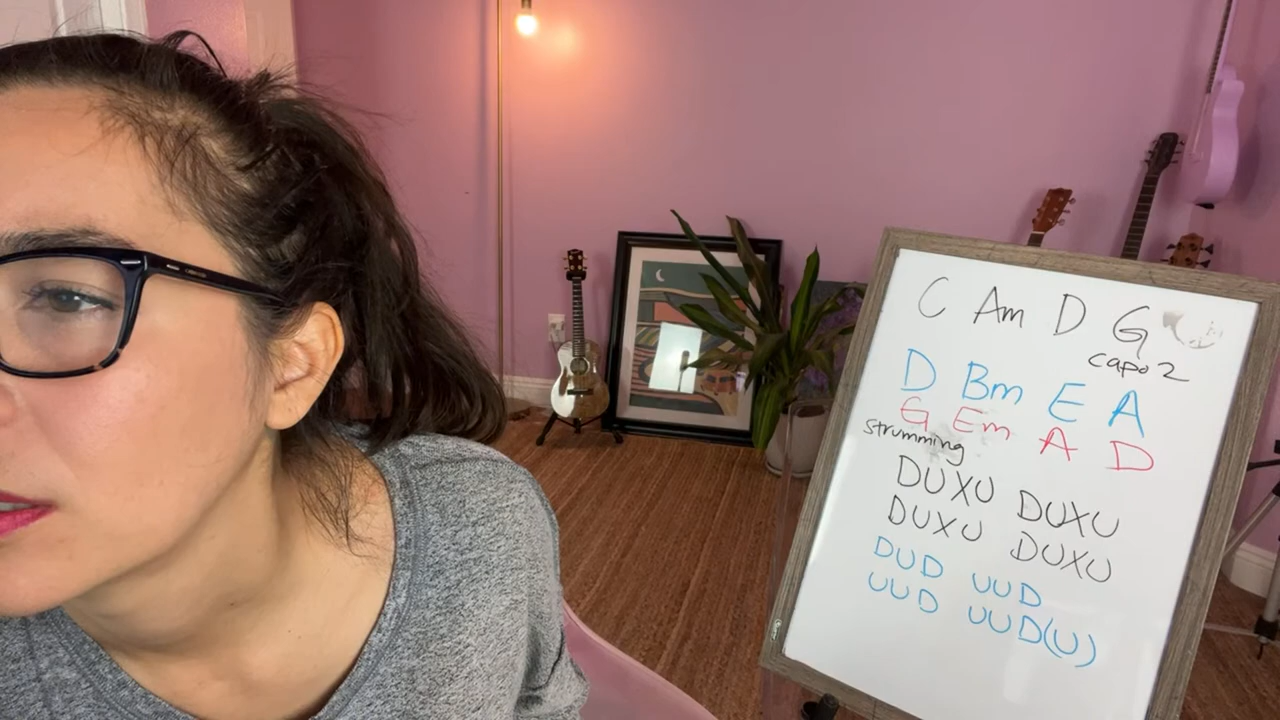 C Am D G
capo 2
D Bm E A
G Em A D
strumming
DUXU DUXU
DUXU DUXU
DUD UUD
UUD UUD(U)